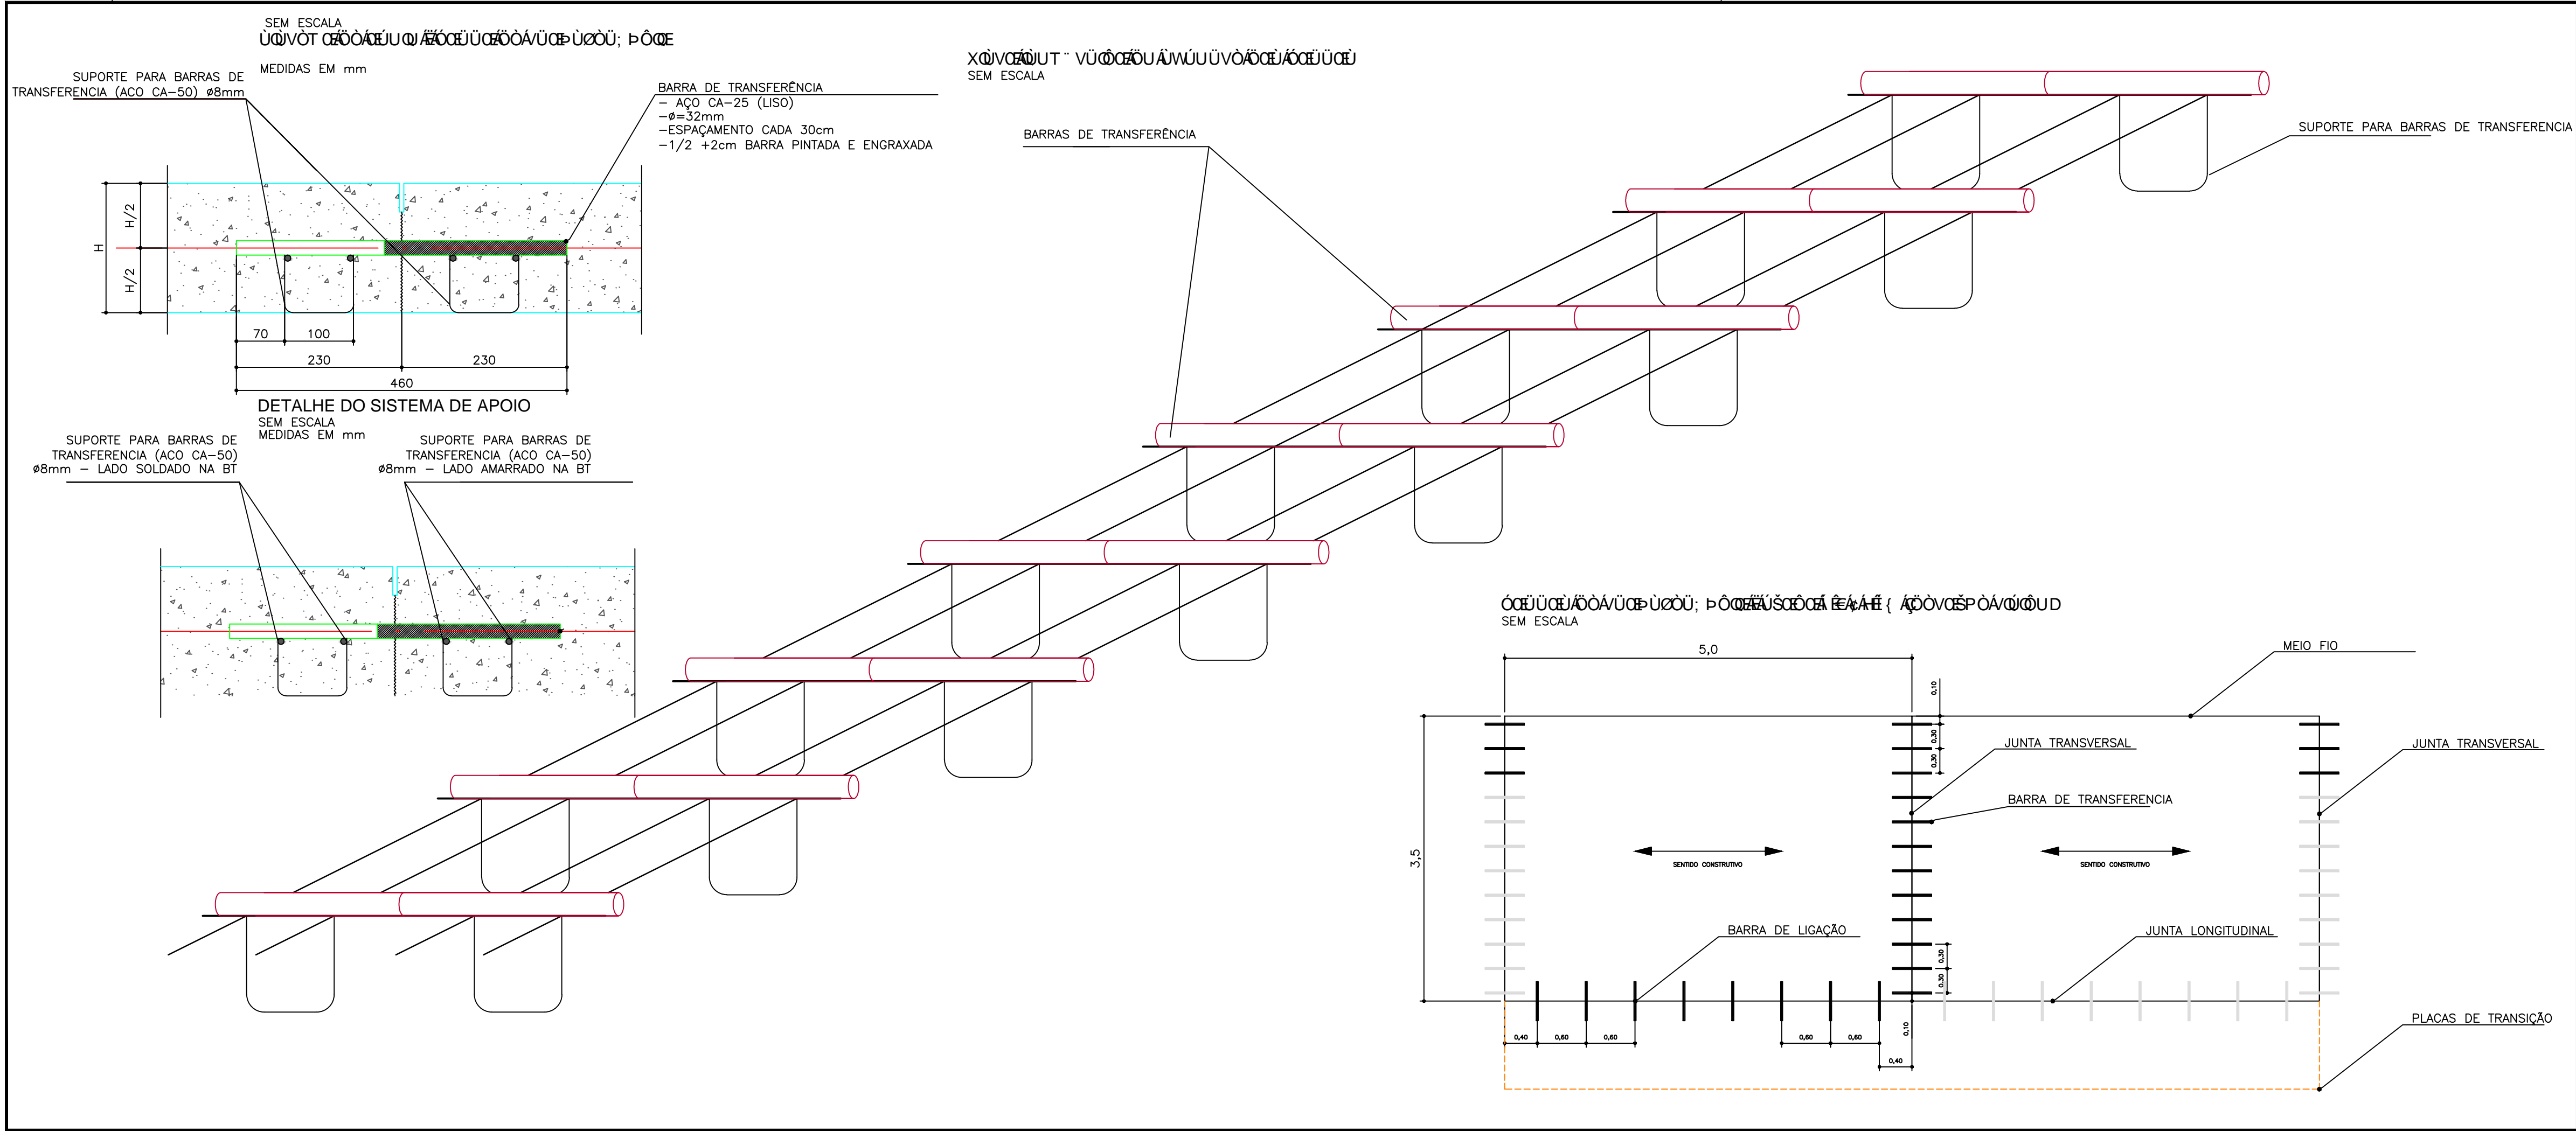 SEM ESCALA
MEDIDAS EM mm
SUPORTE PARA BARRAS DE
TRANSFERENCIA (ACO CA-50) ø8mm
BARRA DE TRANSFERÊNCIA
- AÇO CA-25 (LISO)
-ø=32mm
-ESPAÇAMENTO CADA 30cm
-1/2 +2cm BARRA PINTADA E ENGRAXADA
H
H/2
H/2
70
100
230
230
460
DETALHE DO SISTEMA DE APOIO
SEM ESCALA
MEDIDAS EM mm
SUPORTE PARA BARRAS DE
TRANSFERENCIA (ACO CA-50)
ø8mm - LADO SOLDADO NA BT
SUPORTE PARA BARRAS DE
TRANSFERENCIA (ACO CA-50)
ø8mm - LADO AMARRADO NA BT
SEM ESCALA
BARRAS DE TRANSFERÊNCIA
SUPORTE PARA BARRAS DE TRANSFERENCIA
SEM ESCALA
5,0
MEIO FIO
0,10
0,30
0,30
JUNTA TRANSVERSAL
JUNTA TRANSVERSAL
BARRA DE TRANSFERENCIA
3,5
SENTIDO CONSTRUTIVO
SENTIDO CONSTRUTIVO
BARRA DE LIGAÇÃO
JUNTA LONGITUDINAL
0,30
0,30
PLACAS DE TRANSIÇÃO
0,10
0,40
0,60
0,60
0,60
0,60
0,40